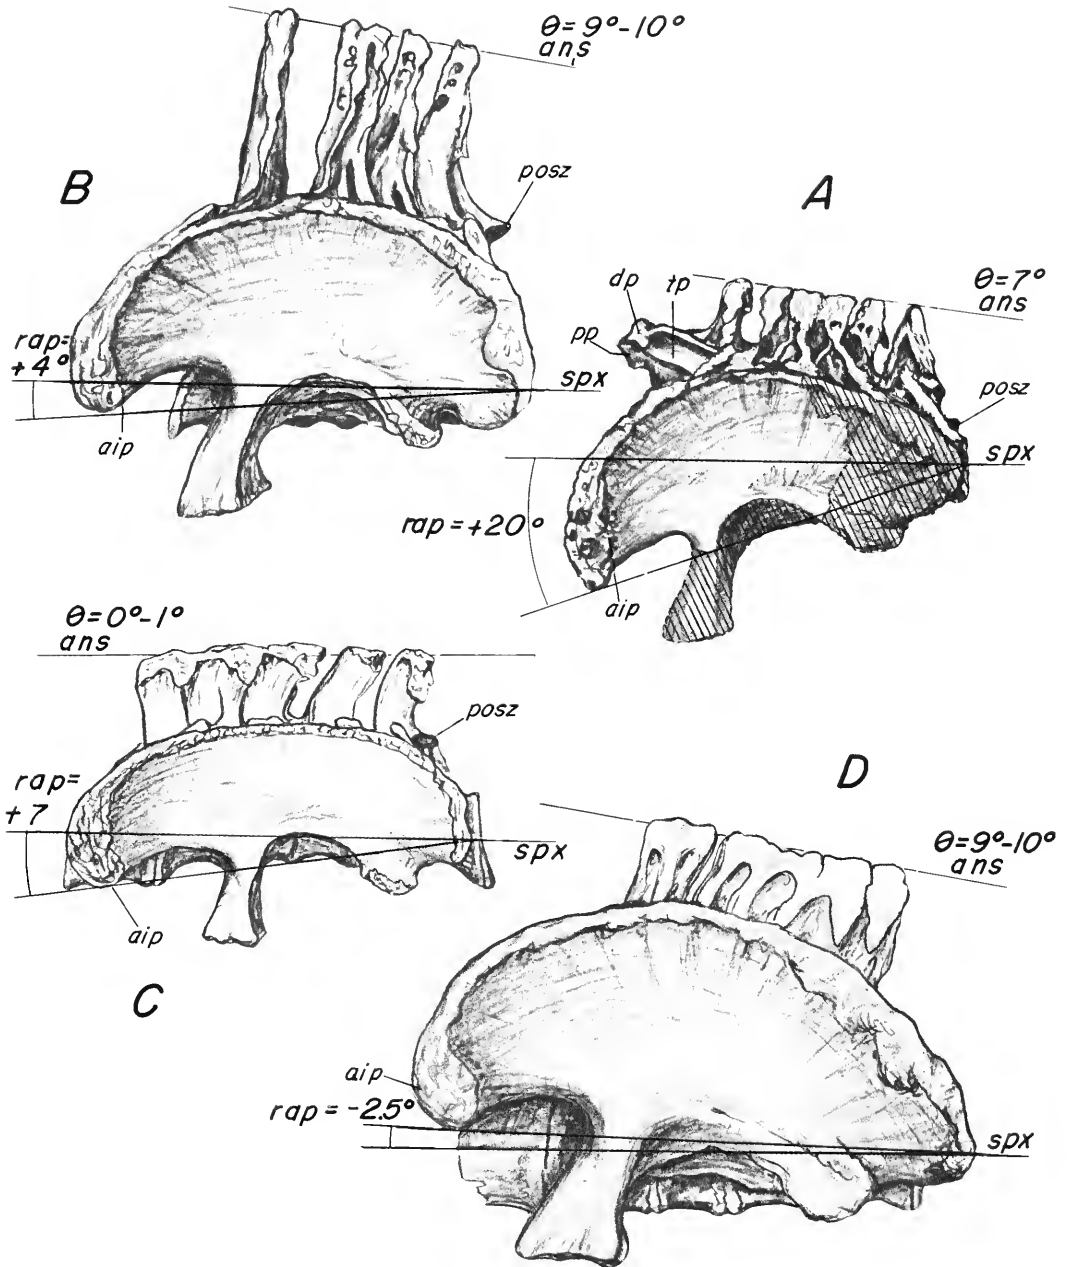 θ=9°-10°
ans
B
posz
rap=
+4°
spx
aip
A
θ=7°
ans
dp
tp
pp
posz
spx
rap=+20°
aip
θ=0°-1°
ans
posz
rap=
+7
spx
aip
C
D
θ=9°-10°
ans
aip
rap=-2.5°
spx